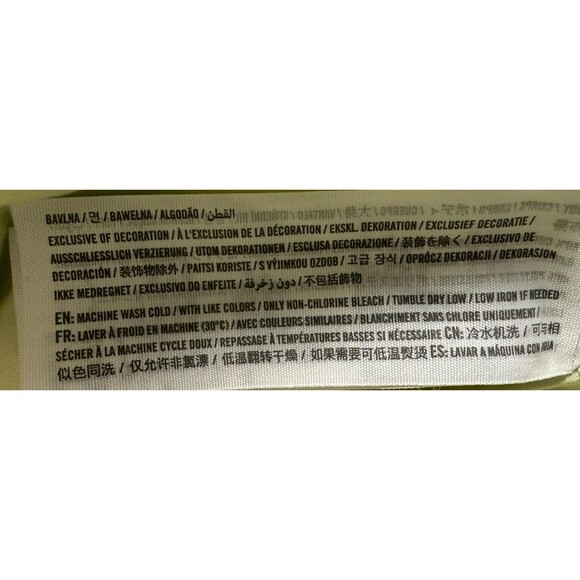 BAVLNA / 면 / BAWEŁNA / ALGODÃO / القطن
EXCLUSIVE OF DECORATION / À L'EXCLUSION DE LA DÉCORATION / EKSKL. DEKORATION / EXCLUSIEF DECORATIE /
AUSSCHLIESSLICH VERZIERUNG / UTOM DEKORATIONEN / ESCLUSA DECORAZIONE / 装飾を除く / EXCLUSIVO DE
DECORACIÓN / 装饰物除外 / PAITSI KORISTE / S VÝJIMKOU OZDOB / 고급 장식 / OPRÓCZ DEKORACJI / DEKORASJON
IKKE MEDREGNET / EXCLUSIVO DO ENFEITE / دون زخرفة / 不包括飾物
EN: MACHINE WASH COLD / WITH LIKE COLORS / ONLY NON-CHLORINE BLEACH / TUMBLE DRY LOW / LOW IRON IF NEEDED
FR: LAVER À FROID EN MACHINE (30°C) / AVEC COULEURS SIMILAIRES / BLANCHIMENT SANS CHLORE UNIQUEMENT /
SÉCHER À LA MACHINE CYCLE DOUX / REPASSAGE À TEMPÉRATURES BASSES SI NÉCESSAIRE CN: 冷水机洗 / 可与相
似色同洗 / 仅允许非氯漂 / 低温翻转干燥 / 如果需要可低温熨烫 ES: LAVAR A MÁQUINA CON AGUA